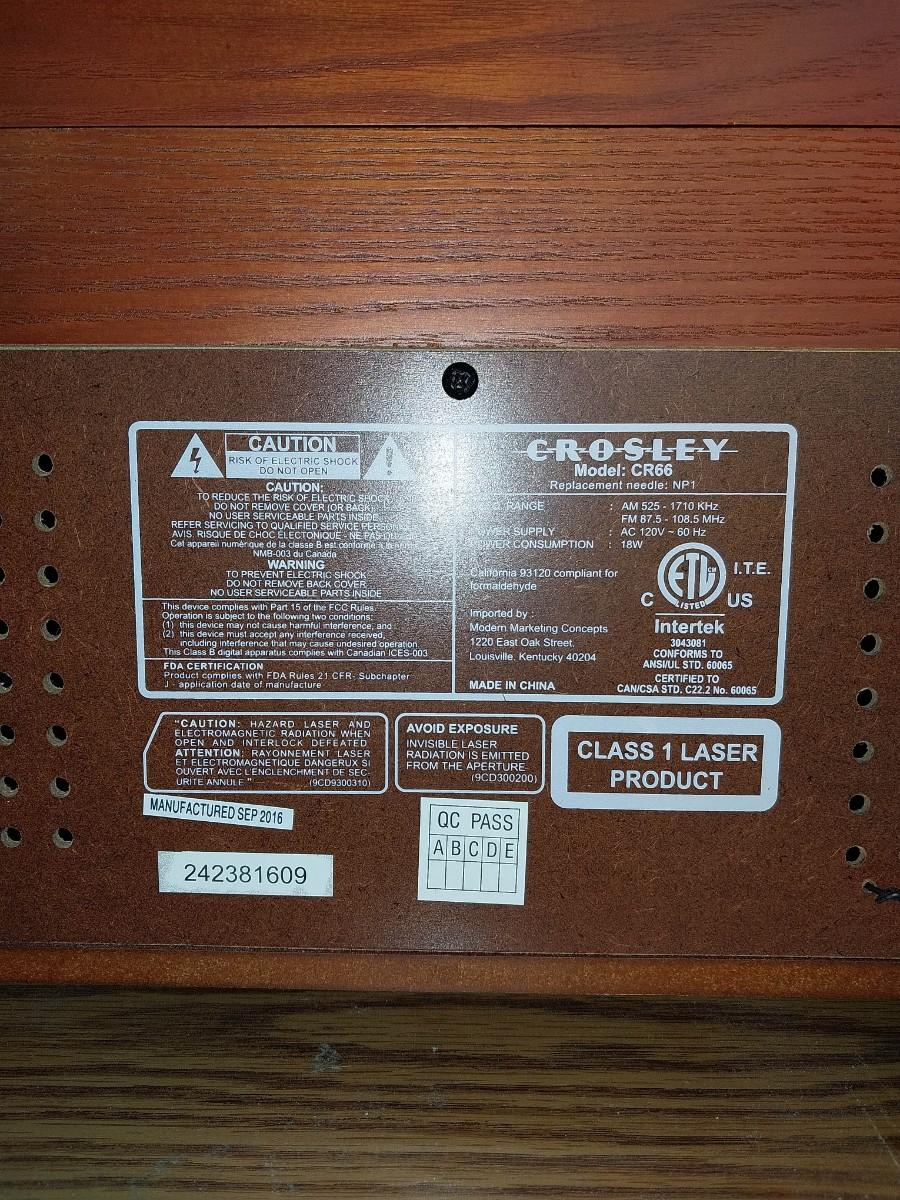 CAUTION
RISK OF ELECTRIC SHOCK
DO NOT OPEN
CAUTION:
TO REDUCE THE RISK OF ELECTRIC SHOCK
DO NOT REMOVE COVER (OR BACK)
NO USER SERVICEABLE PARTS INSIDE
REFER SERVICING TO QUALIFIED SERVICE
AVIS RISQUE DE CHOC ELECTONIQUE - NE PAS
Cet appareil numérique de la classe B est conforme à la
NMB-003 du Canada
WARNING
TO PREVENT ELECTRIC SHOCK
DO NOT REMOVE BACK COVER
NO USER SERVICEABLE PARTS INSIDE
This device complies with Part 15 of the FCC Rules.
Operation is subject to the following two conditions:
(1) this device may not cause harmful interference, and
(2) this device must accept any interference received,
including interference that may cause undesired operation.
This Class B digital apparatus complies with Canadian ICES-003
FDA CERTIFICATION
Product complies with FDA Rules 21 CFR- Subchapter
J - application date of manufacture
CROSLEY
Model: CR66
Replacement needle: NP1
RANGE : AM 525 - 1710 KHz
FM 87.5 - 108.5 MHz
POWER SUPPLY : AC 120V ~ 60 Hz
POWER CONSUMPTION : 18W
California 93120 compliant for
formaldehyde
Imported by :
Modern Marketing Concepts
1220 East Oak Street.
Louisville, Kentucky 40204
MADE IN CHINA
ETL CM
LISTED
I.T.E.
C US
Intertek
3043081
CONFORMS TO
ANSI/UL STD. 60065
CERTIFIED TO
CAN/CSA STD. C22.2 No. 60065
"CAUTION: HAZARD LASER AND
ELECTROMAGNETIC RADIATION WHEN
OPEN AND INTERLOCK DEFEATED
ATTENTION: RAYONNEMENT LASER
ET ELECTROMAGNETIQUE DANGERUX SI
OUVERT AVEC L'ENCLENCHMENT DE SEC-
URITE ANNULE " (9CD9300310)
AVOID EXPOSURE
INVISIBLE LASER
RADIATION IS EMITTED
FROM THE APERTURE
(9CD300200)
CLASS 1 LASER
PRODUCT
MANUFACTURED SEP 2016
242381609
QC PASS
A B C D E